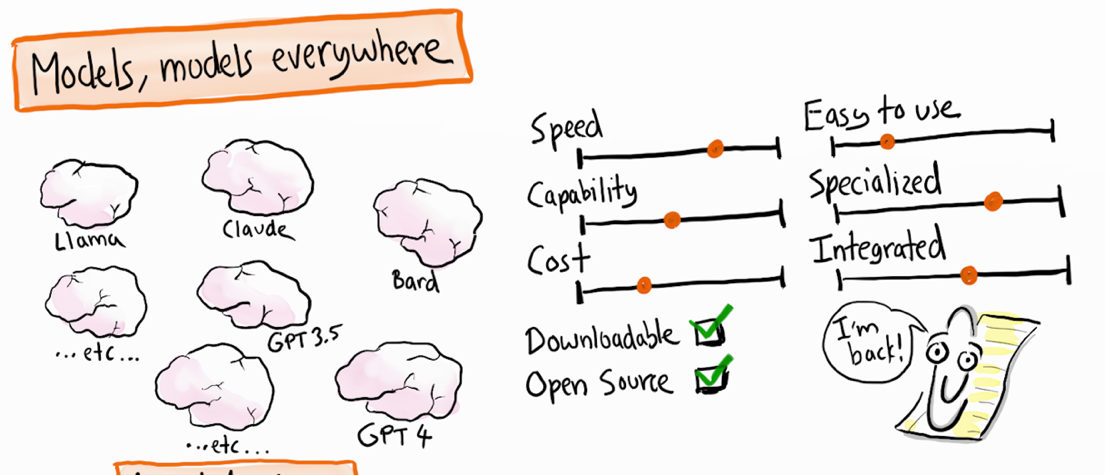 Models, models everywhere
Llama
Claude
Bard
...etc...
GPT 3.5
...etc...
GPT 4
Speed
Capability
Cost
Downloadable
Open Source
Easy to use
Specialized
Integrated
I'm
back!